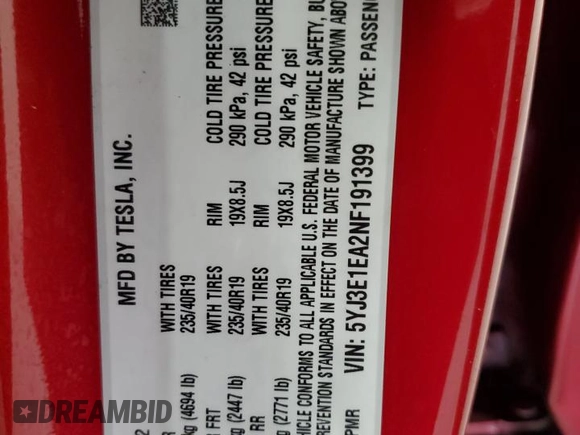 MFD BY TESLA, INC.
kg (4694 lb) WITH TIRES 235/40R19
FRT WITH TIRES RIM COLD TIRE PRESSURE
kg (2447 lb) 235/40R19 19X8.5J 290 kPa, 42 psi
RR WITH TIRES RIM COLD TIRE PRESSURE
(2771 lb) 235/40R19 19X8.5J 290 kPa, 42 psi
CONFORMS TO ALL APPLICABLE U.S. FEDERAL MOTOR VEHICLE SAFETY,
STANDARDS IN EFFECT ON THE DATE OF MANUFACTURE SHOWN
VIN: 5YJ3E1EA2NF191399 TYPE:
PMR
DREAMBID